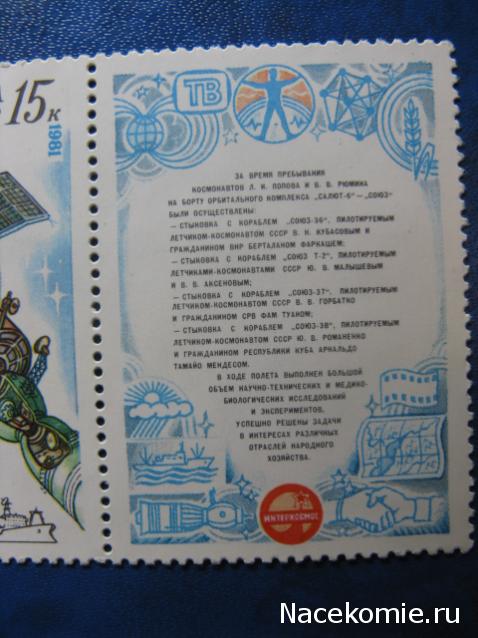 15к
1981
ТВ
ЗА ВРЕМЯ ПРЕБЫВАНИЯ
КОСМОНАВТОВ Л. И. ПОПОВА И В. В. РЮМИНА
НА БОРТУ ОРБИТАЛЬНОГО КОМПЛЕКСА „САЛЮТ-6"—„СОЮЗ"
БЫЛИ ОСУЩЕСТВЛЕНЫ:
— СТЫКОВКА С КОРАБЛЕМ „СОЮЗ-36", ПИЛОТИРУЕМЫМ
ЛЕТЧИКОМ-КОСМОНАВТОМ СССР В. Н. КУБАСОВЫМ И
ГРАЖДАНИНОМ ВНР БЕРТАЛАНОМ ФАРКАШЕМ;
— СТЫКОВКА С КОРАБЛЕМ „СОЮЗ Т-2", ПИЛОТИРУЕМЫМ
ЛЕТЧИКАМИ-КОСМОНАВТАМИ СССР Ю. В. МАЛЫШЕВЫМ
И В. В. АКСЕНОВЫМ;
— СТЫКОВКА С КОРАБЛЕМ „СОЮЗ-37", ПИЛОТИРУЕМЫМ
ЛЕТЧИКОМ-КОСМОНАВТОМ СССР В. В. ГОРБАТКО
И ГРАЖДАНИНОМ СРВ ФАМ ТУАНОМ;
— СТЫКОВКА С КОРАБЛЕМ „СОЮЗ-38", ПИЛОТИРУЕМЫМ
ЛЕТЧИКОМ-КОСМОНАВТОМ СССР Ю. В. РОМАНЕНКО
И ГРАЖДАНИНОМ РЕСПУБЛИКИ КУБА АРНАЛЬДО
ТАМАЙО МЕНДЕСОМ.
В ХОДЕ ПОЛЕТА ВЫПОЛНЕН БОЛЬШОЙ
ОБЪЕМ НАУЧНО-ТЕХНИЧЕСКИХ И МЕДИКО-
БИОЛОГИЧЕСКИХ ИССЛЕДОВАНИЙ
И ЭКСПЕРИМЕНТОВ,
УСПЕШНО РЕШЕНЫ ЗАДАЧИ
В ИНТЕРЕСАХ РАЗЛИЧНЫХ
ОТРАСЛЕЙ НАРОДНОГО
ХОЗЯЙСТВА.
ИНТЕРКОСМОС
Nacekomie.ru